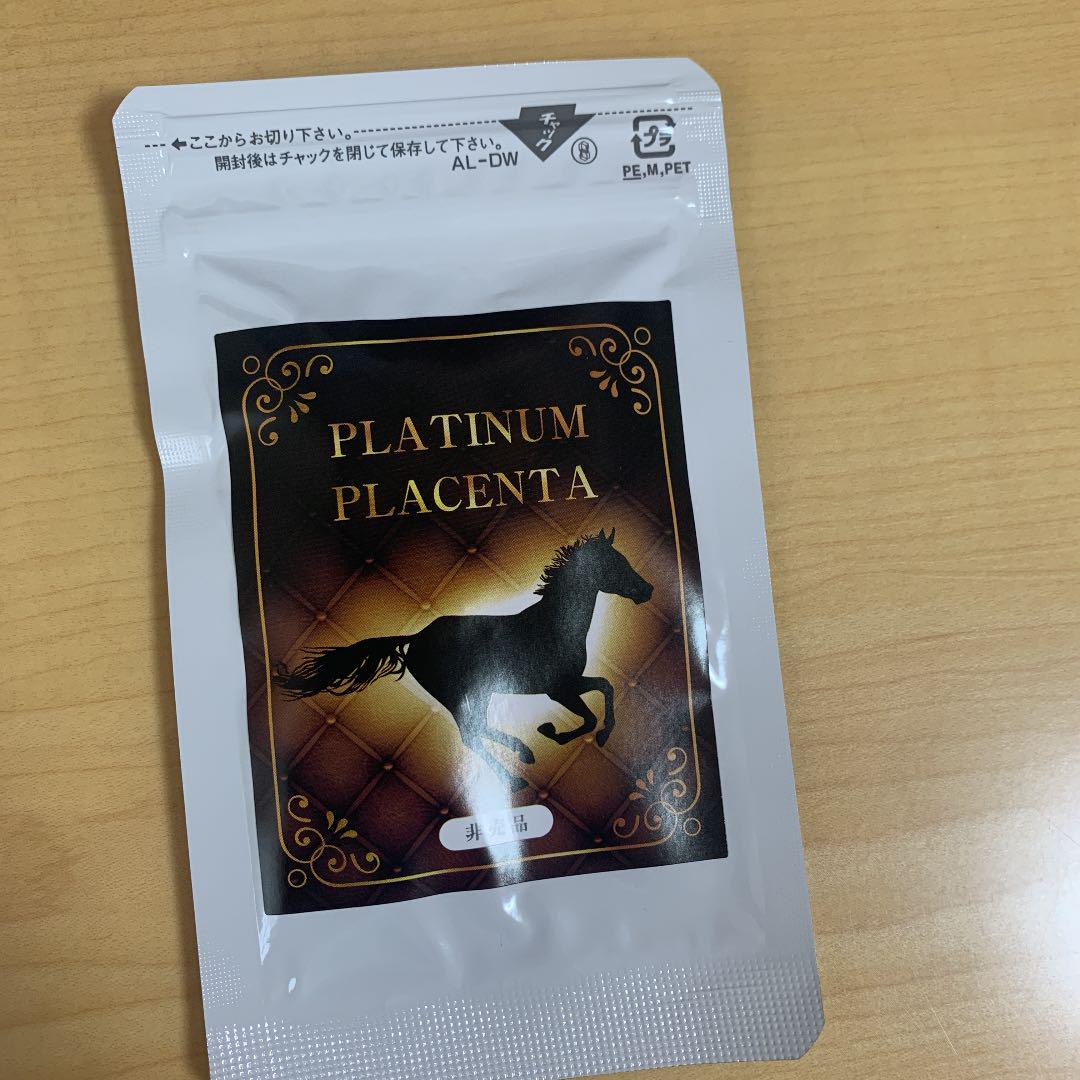 ←ここからお切り下さい。
チャック
開封後はチャックを閉じて保存して下さい。
AL-DW
プラ
PE,M,PET
PLATINUM
PLACENTA
非売品